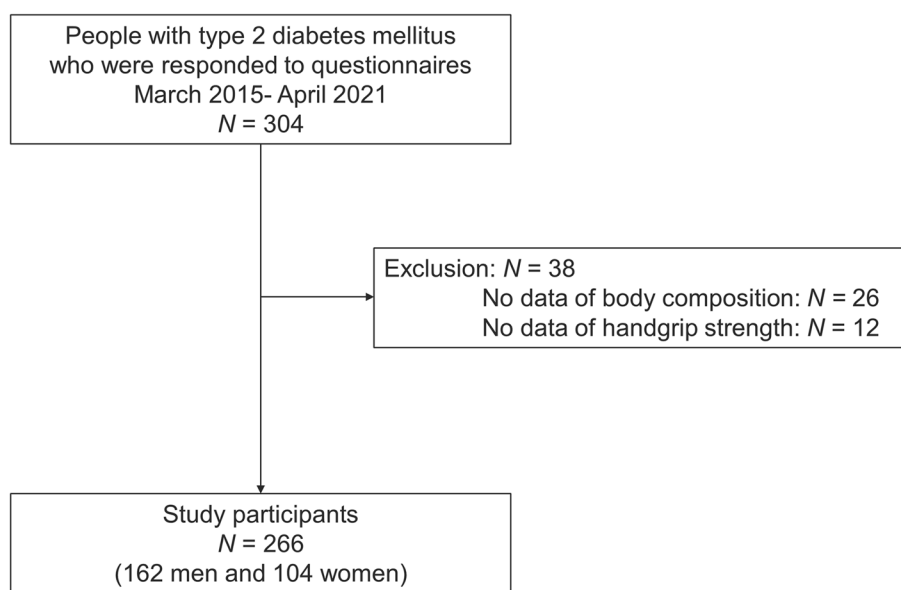 People with type 2 diabetes mellitus
who were responded to questionnaires
March 2015- April 2021
N = 304
Exclusion: N = 38
No data of body composition: N = 26
No data of handgrip strength: N = 12
Study participants
N = 266
(162 men and 104 women)